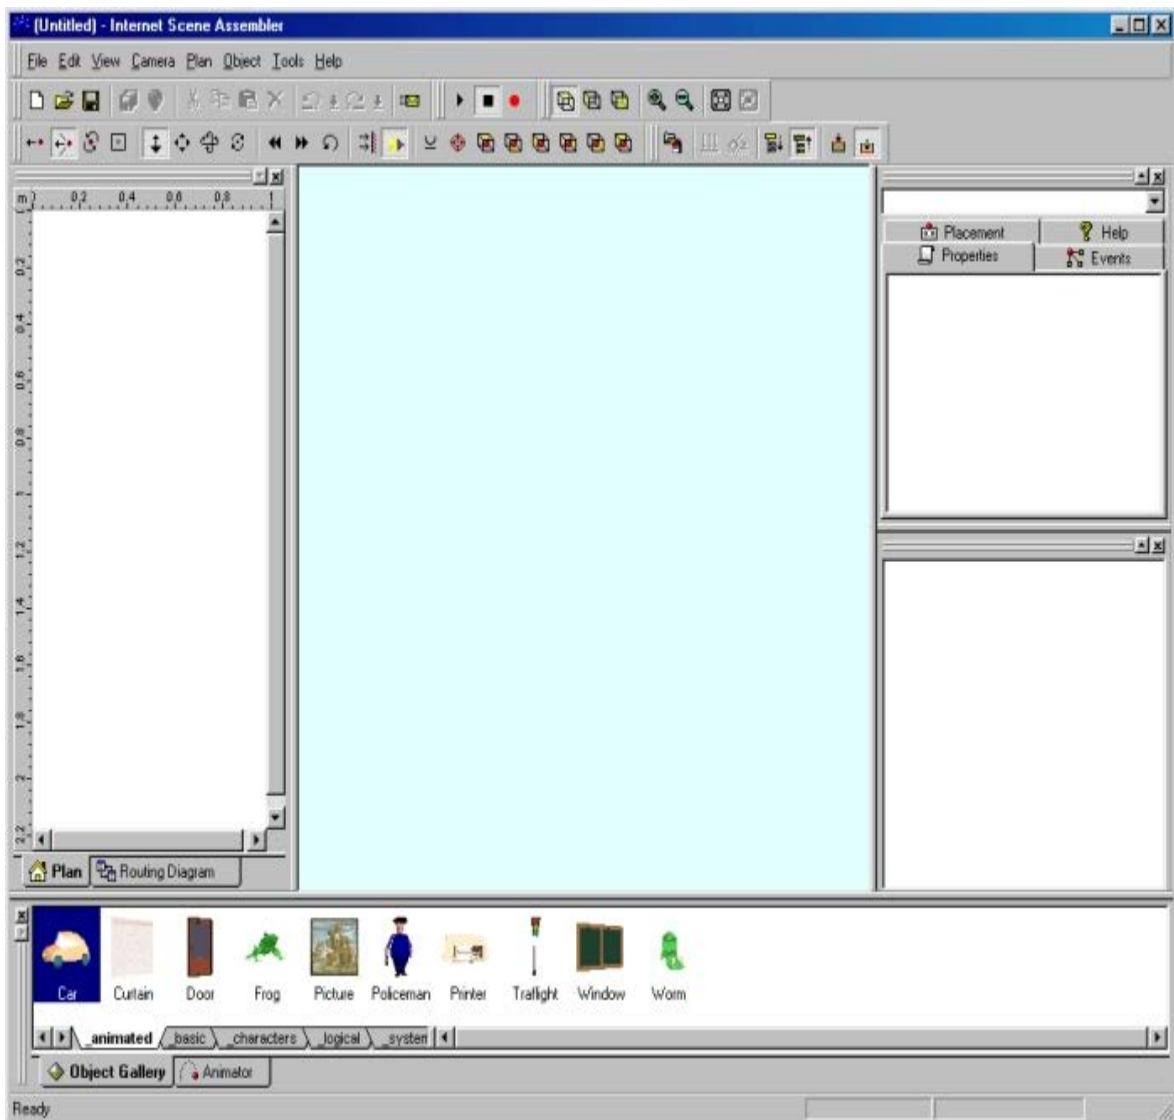 (Untitled) - Internet Scene Assembler
File Edit View Camera Plan Object Tools Help
m 0,2 0,4 0,6 0,8 1
0,2
0,4
0,6
0,8
1
1,2
1,4
1,6
1,8
2
2,2
Placement Help
Properties Events
Plan Routing Diagram
Car Curtain Door Frog Picture Policeman Printer Traflight Window Worm
_animated _basic _characters _logical _system
Object Gallery Animator
Ready